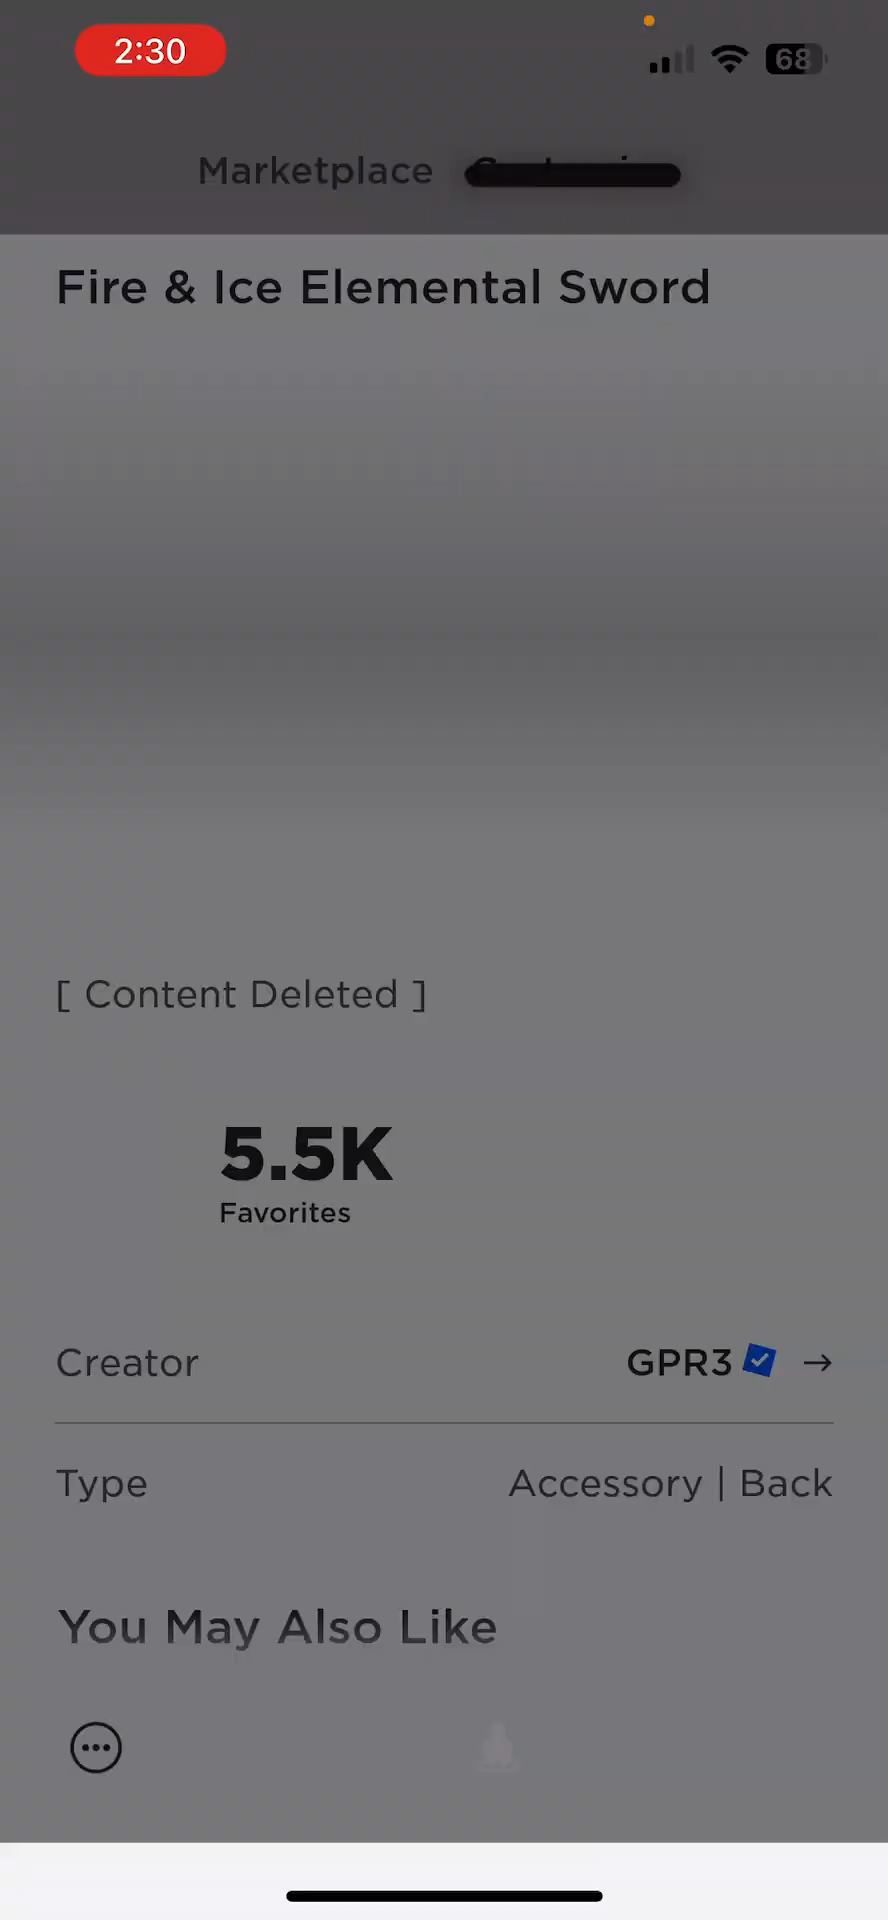 2:30
68
Marketplace
Fire & Ice Elemental Sword
[ Content Deleted ]
5.5K
Favorites
Creator
GPR3 →
Type
Accessory | Back
You May Also Like